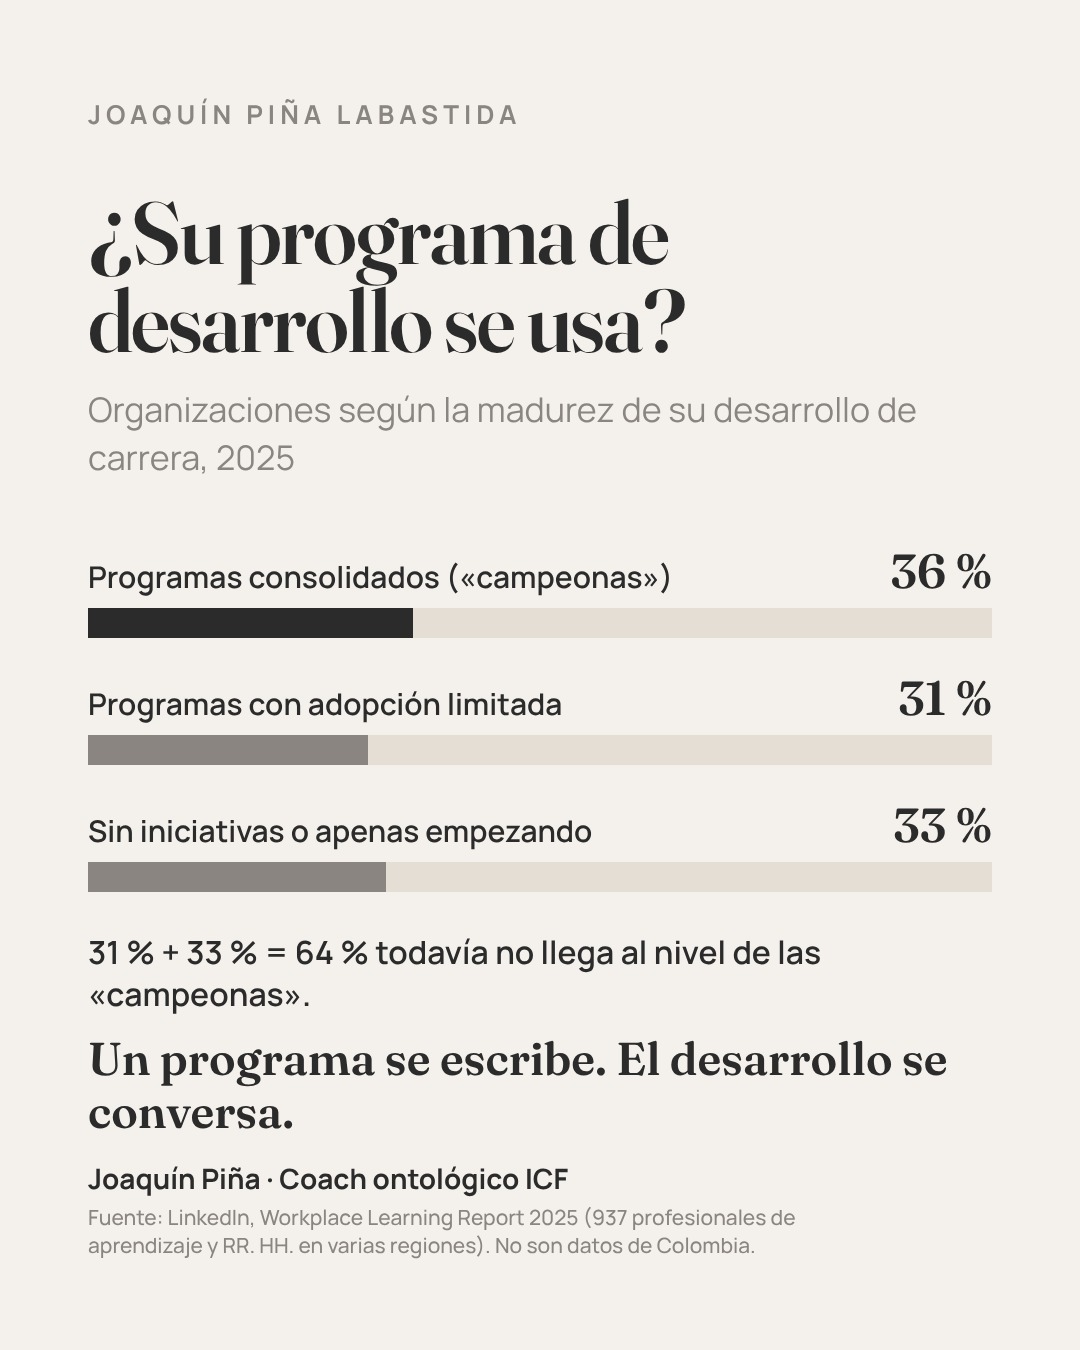 JOAQUÍN PIÑA LABASTIDA
¿Su programa de
desarrollo se usa?
Organizaciones según la madurez de su desarrollo de
carrera, 2025
Programas consolidados («campeonas») 36 %
Programas con adopción limitada 31 %
Sin iniciativas o apenas empezando 33 %
31 % + 33 % = 64 % todavía no llega al nivel de las
«campeonas».
Un programa se escribe. El desarrollo se
conversa.
Joaquín Piña · Coach ontológico ICF
Fuente: LinkedIn, Workplace Learning Report 2025 (937 profesionales de
aprendizaje y RR. HH. en varias regiones). No son datos de Colombia.